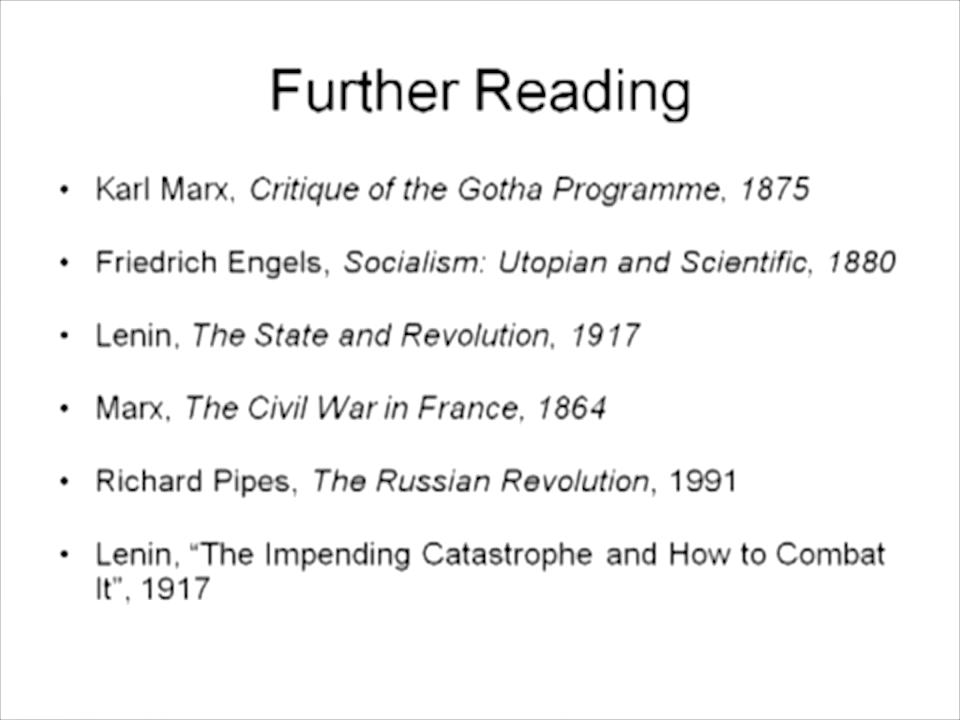 Further Reading
• Karl Marx, Critique of the Gotha Programme, 1875
• Friedrich Engels, Socialism: Utopian and Scientific, 1880
• Lenin, The State and Revolution, 1917
• Marx, The Civil War in France, 1864
• Richard Pipes, The Russian Revolution, 1991
• Lenin, “The Impending Catastrophe and How to Combat
It”, 1917